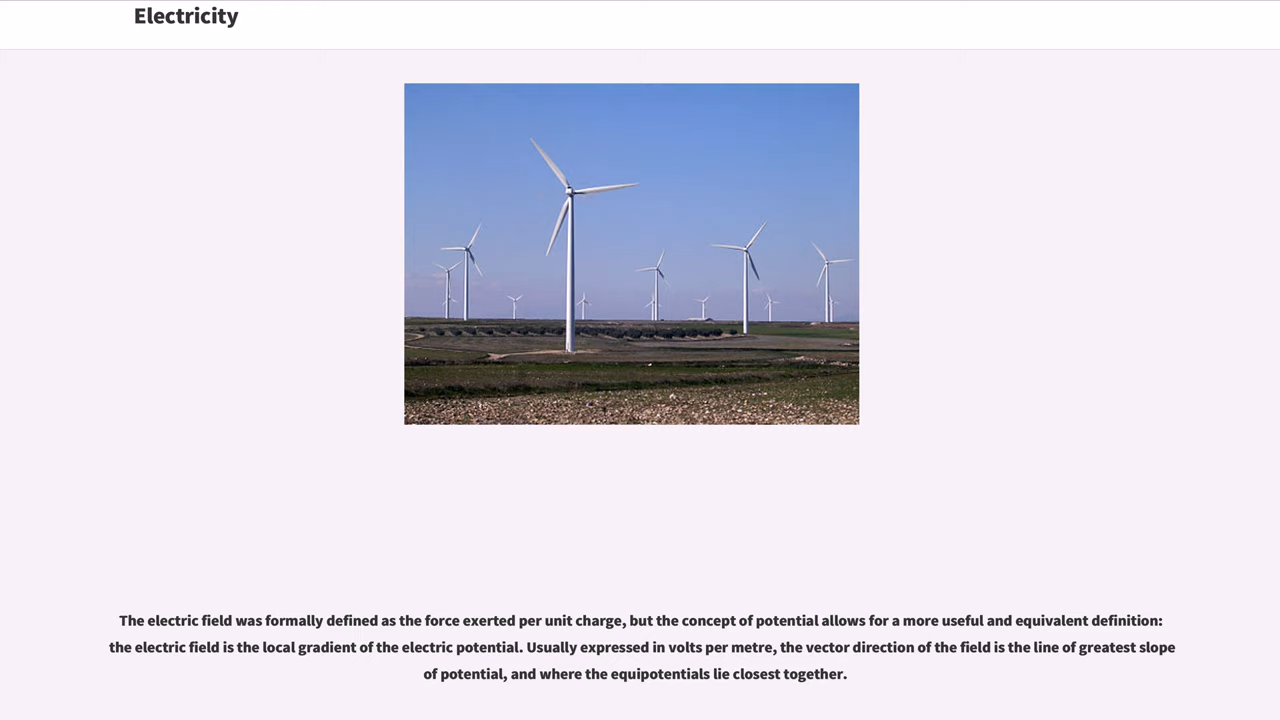 Electricity
The electric field was formally defined as the force exerted per unit charge, but the concept of potential allows for a more useful and equivalent definition:
the electric field is the local gradient of the electric potential. Usually expressed in volts per metre, the vector direction of the field is the line of greatest slope
of potential, and where the equipotentials lie closest together.